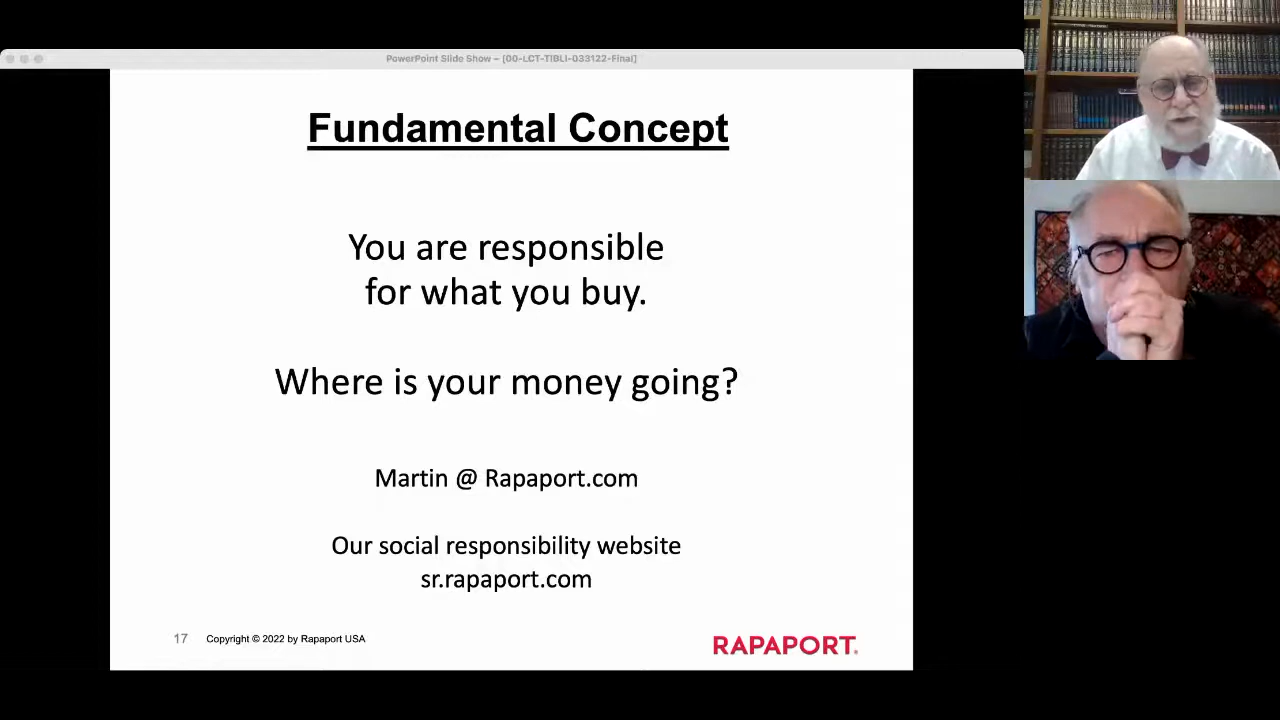 PowerPoint Slide Show – [00-LCT-TIBLI-033122-Final]
Fundamental Concept
You are responsible
for what you buy.
Where is your money going?
Martin @ Rapaport.com
Our social responsibility website
sr.rapaport.com
17 Copyright © 2022 by Rapaport USA
RAPAPORT®